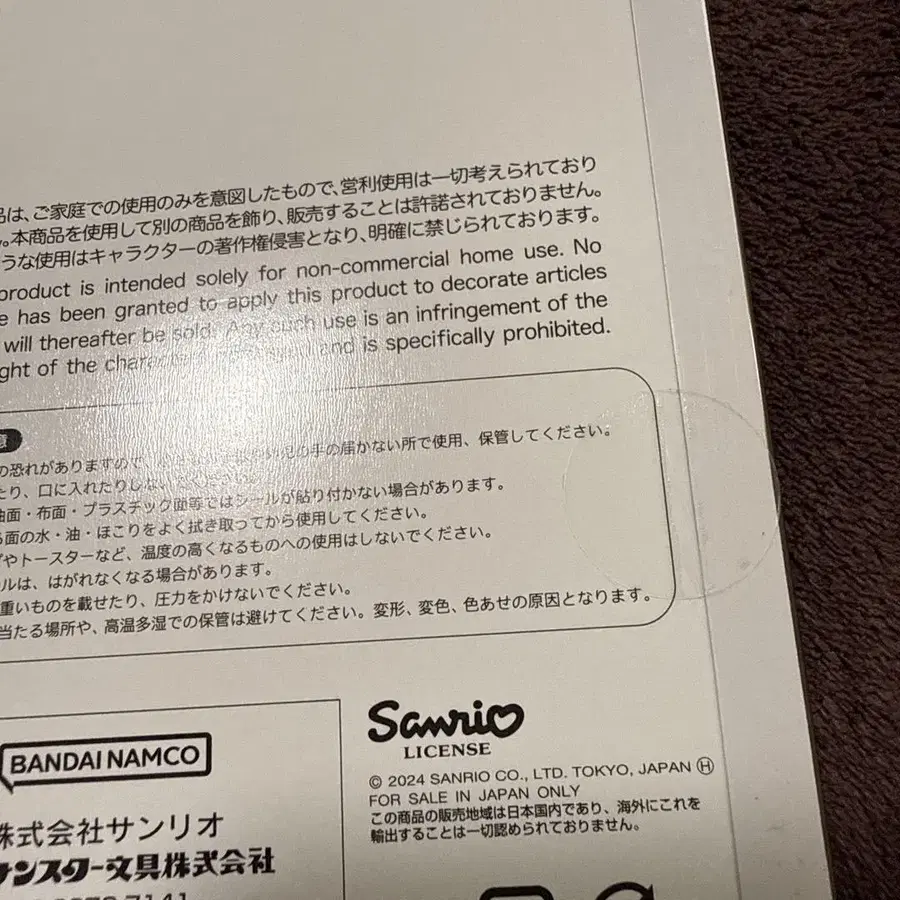 品は、ご家庭での使用のみを意図したもので、営利使用は一切考えられており
ん。本商品を使用して別の商品を飾り、販売することは許諾されておりません。
うな使用はキャラクターの著作権侵害となり、明確に禁じられております。
product is intended solely for non-commercial home use. No
e has been granted to apply this product to decorate articles
will thereafter be sold. Any such use is an infringement of the
ght of the and is specifically prohibited.
意
の恐れがありますので、の手の届かない所で使用、保管してください。
たり、口に入れたりしないでください。
油面・布面・プラスチック面等ではシールが貼り付かない場合があります。
る面の水・油・ほこりをよく拭き取ってから使用してください。
やトースターなど、温度の高くなるものへの使用はしないでください。
ルは、はがれなくなる場合があります。
重いものを載せたり、圧力をかけないでください。
当たる場所や、高温多湿での保管は避けてください。変形、変色、色あせの原因となります。
BANDAI NAMCO
株式会社サンリオ
サンスター文具株式会社
Sanrio
LICENSE
© 2024 SANRIO CO., LTD. TOKYO, JAPAN Ⓗ
FOR SALE IN JAPAN ONLY
この商品の販売地域は日本国内であり、海外にこれを
輸出することは一切認められておりません。